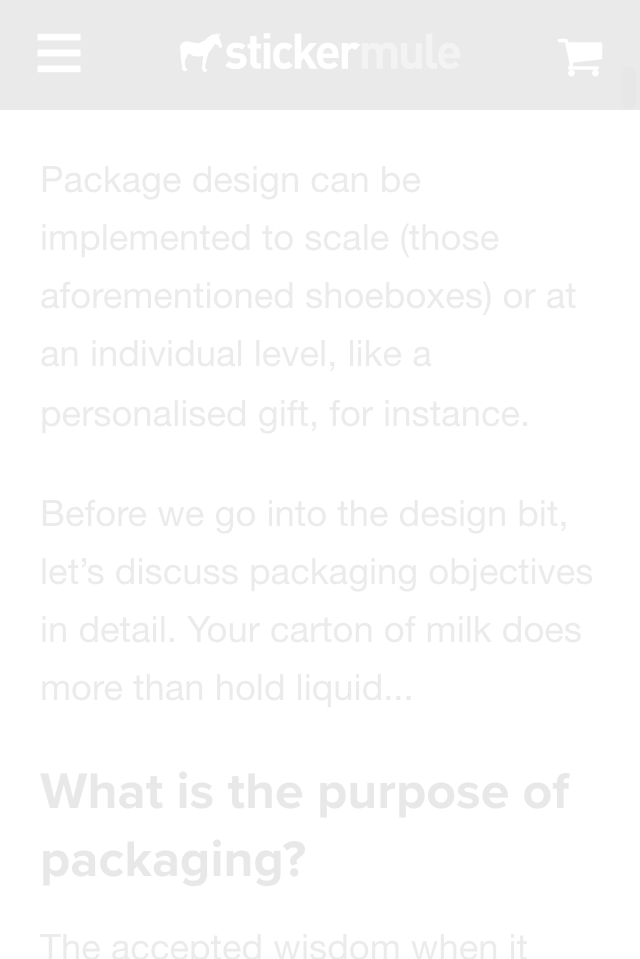 stickermule
Package design can be
implemented to scale (those
aforementioned shoeboxes) or at
an individual level, like a
personalised gift, for instance.
Before we go into the design bit,
let’s discuss packaging objectives
in detail. Your carton of milk does
more than hold liquid...
What is the purpose of
packaging?
The accepted wisdom when it